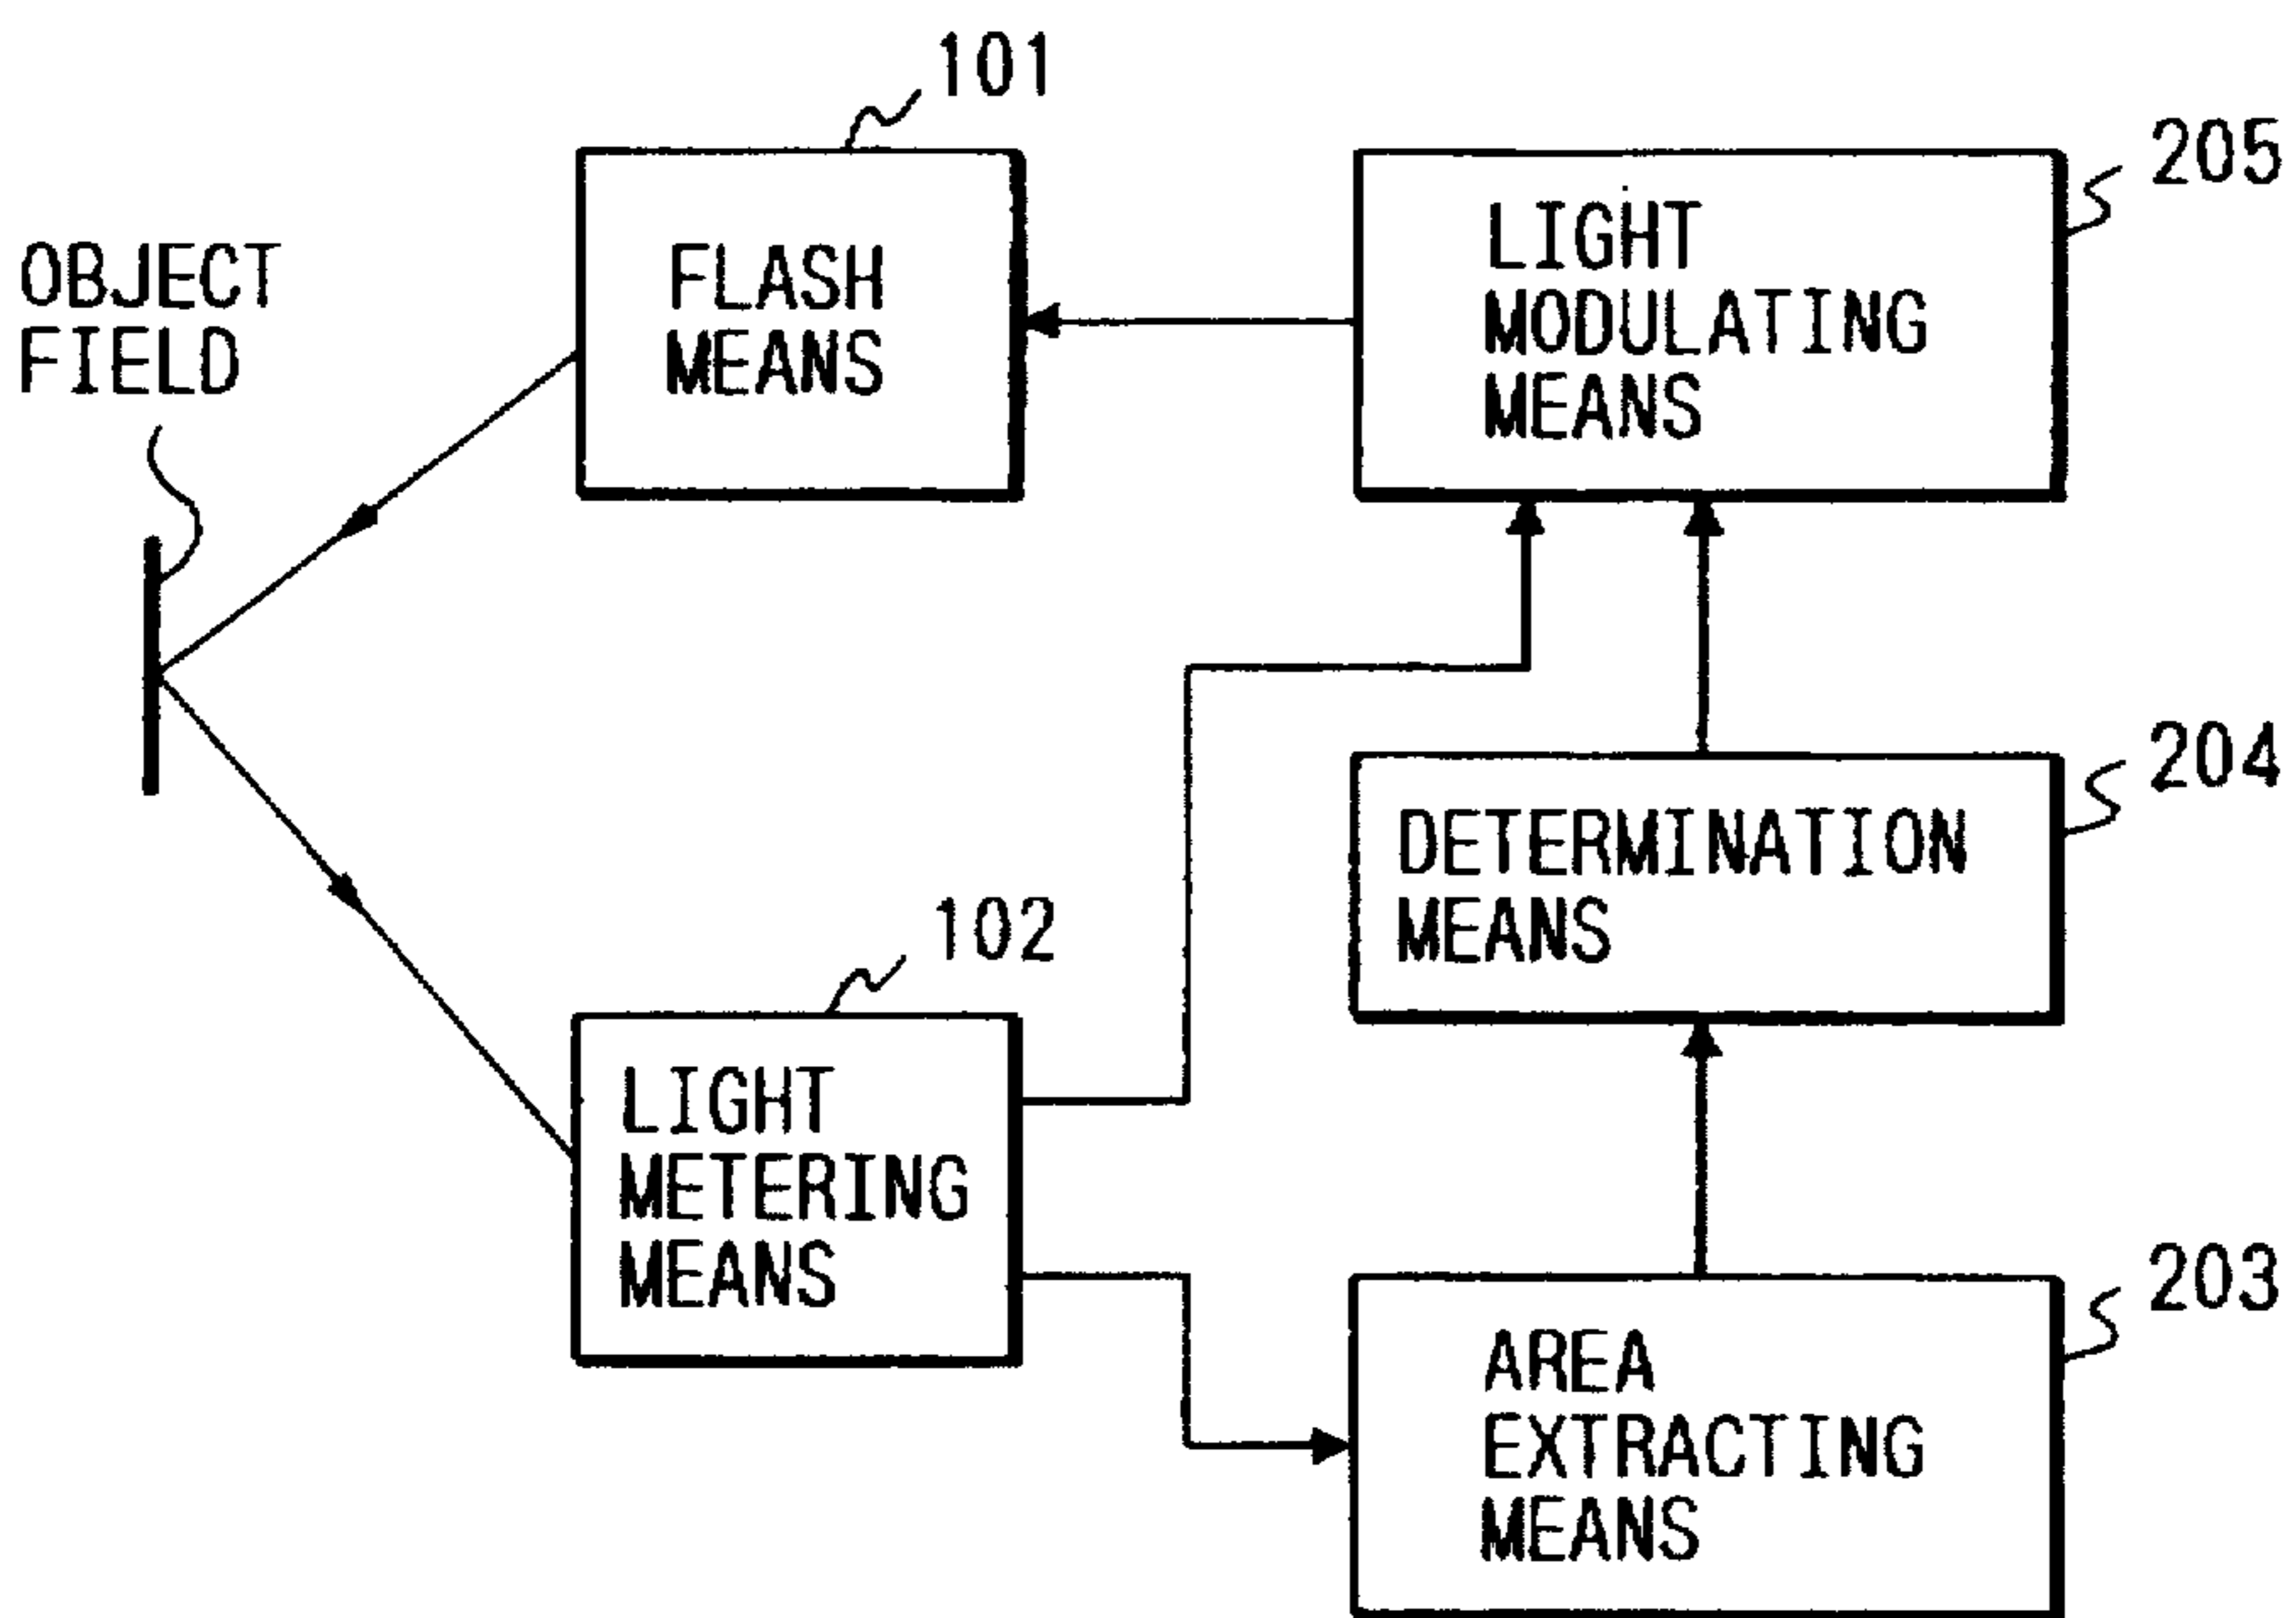 101
FLASH
MEANS
205
LIGHT
MODULATING
MEANS
OBJECT
FIELD
204
DETERMINATION
MEANS
102
LIGHT
METERING
MEANS
203
AREA
EXTRACTING
MEANS